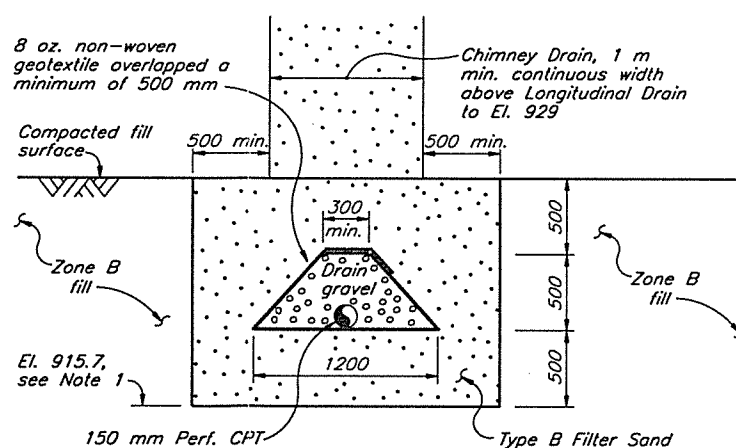 8 oz. non-woven
geotextile overlapped a
minimum of 500 mm
Chimney Drain, 1 m
min. continuous width
above Longitudinal Drain
to El. 929
Compacted fill
surface
500 min.
500 min.
300
min.
500
Zone B
fill
Drain
gravel
500
Zone B
fill
El. 915.7,
see Note 1
1200
500
150 mm Perf. CPT
Type B Filter Sand